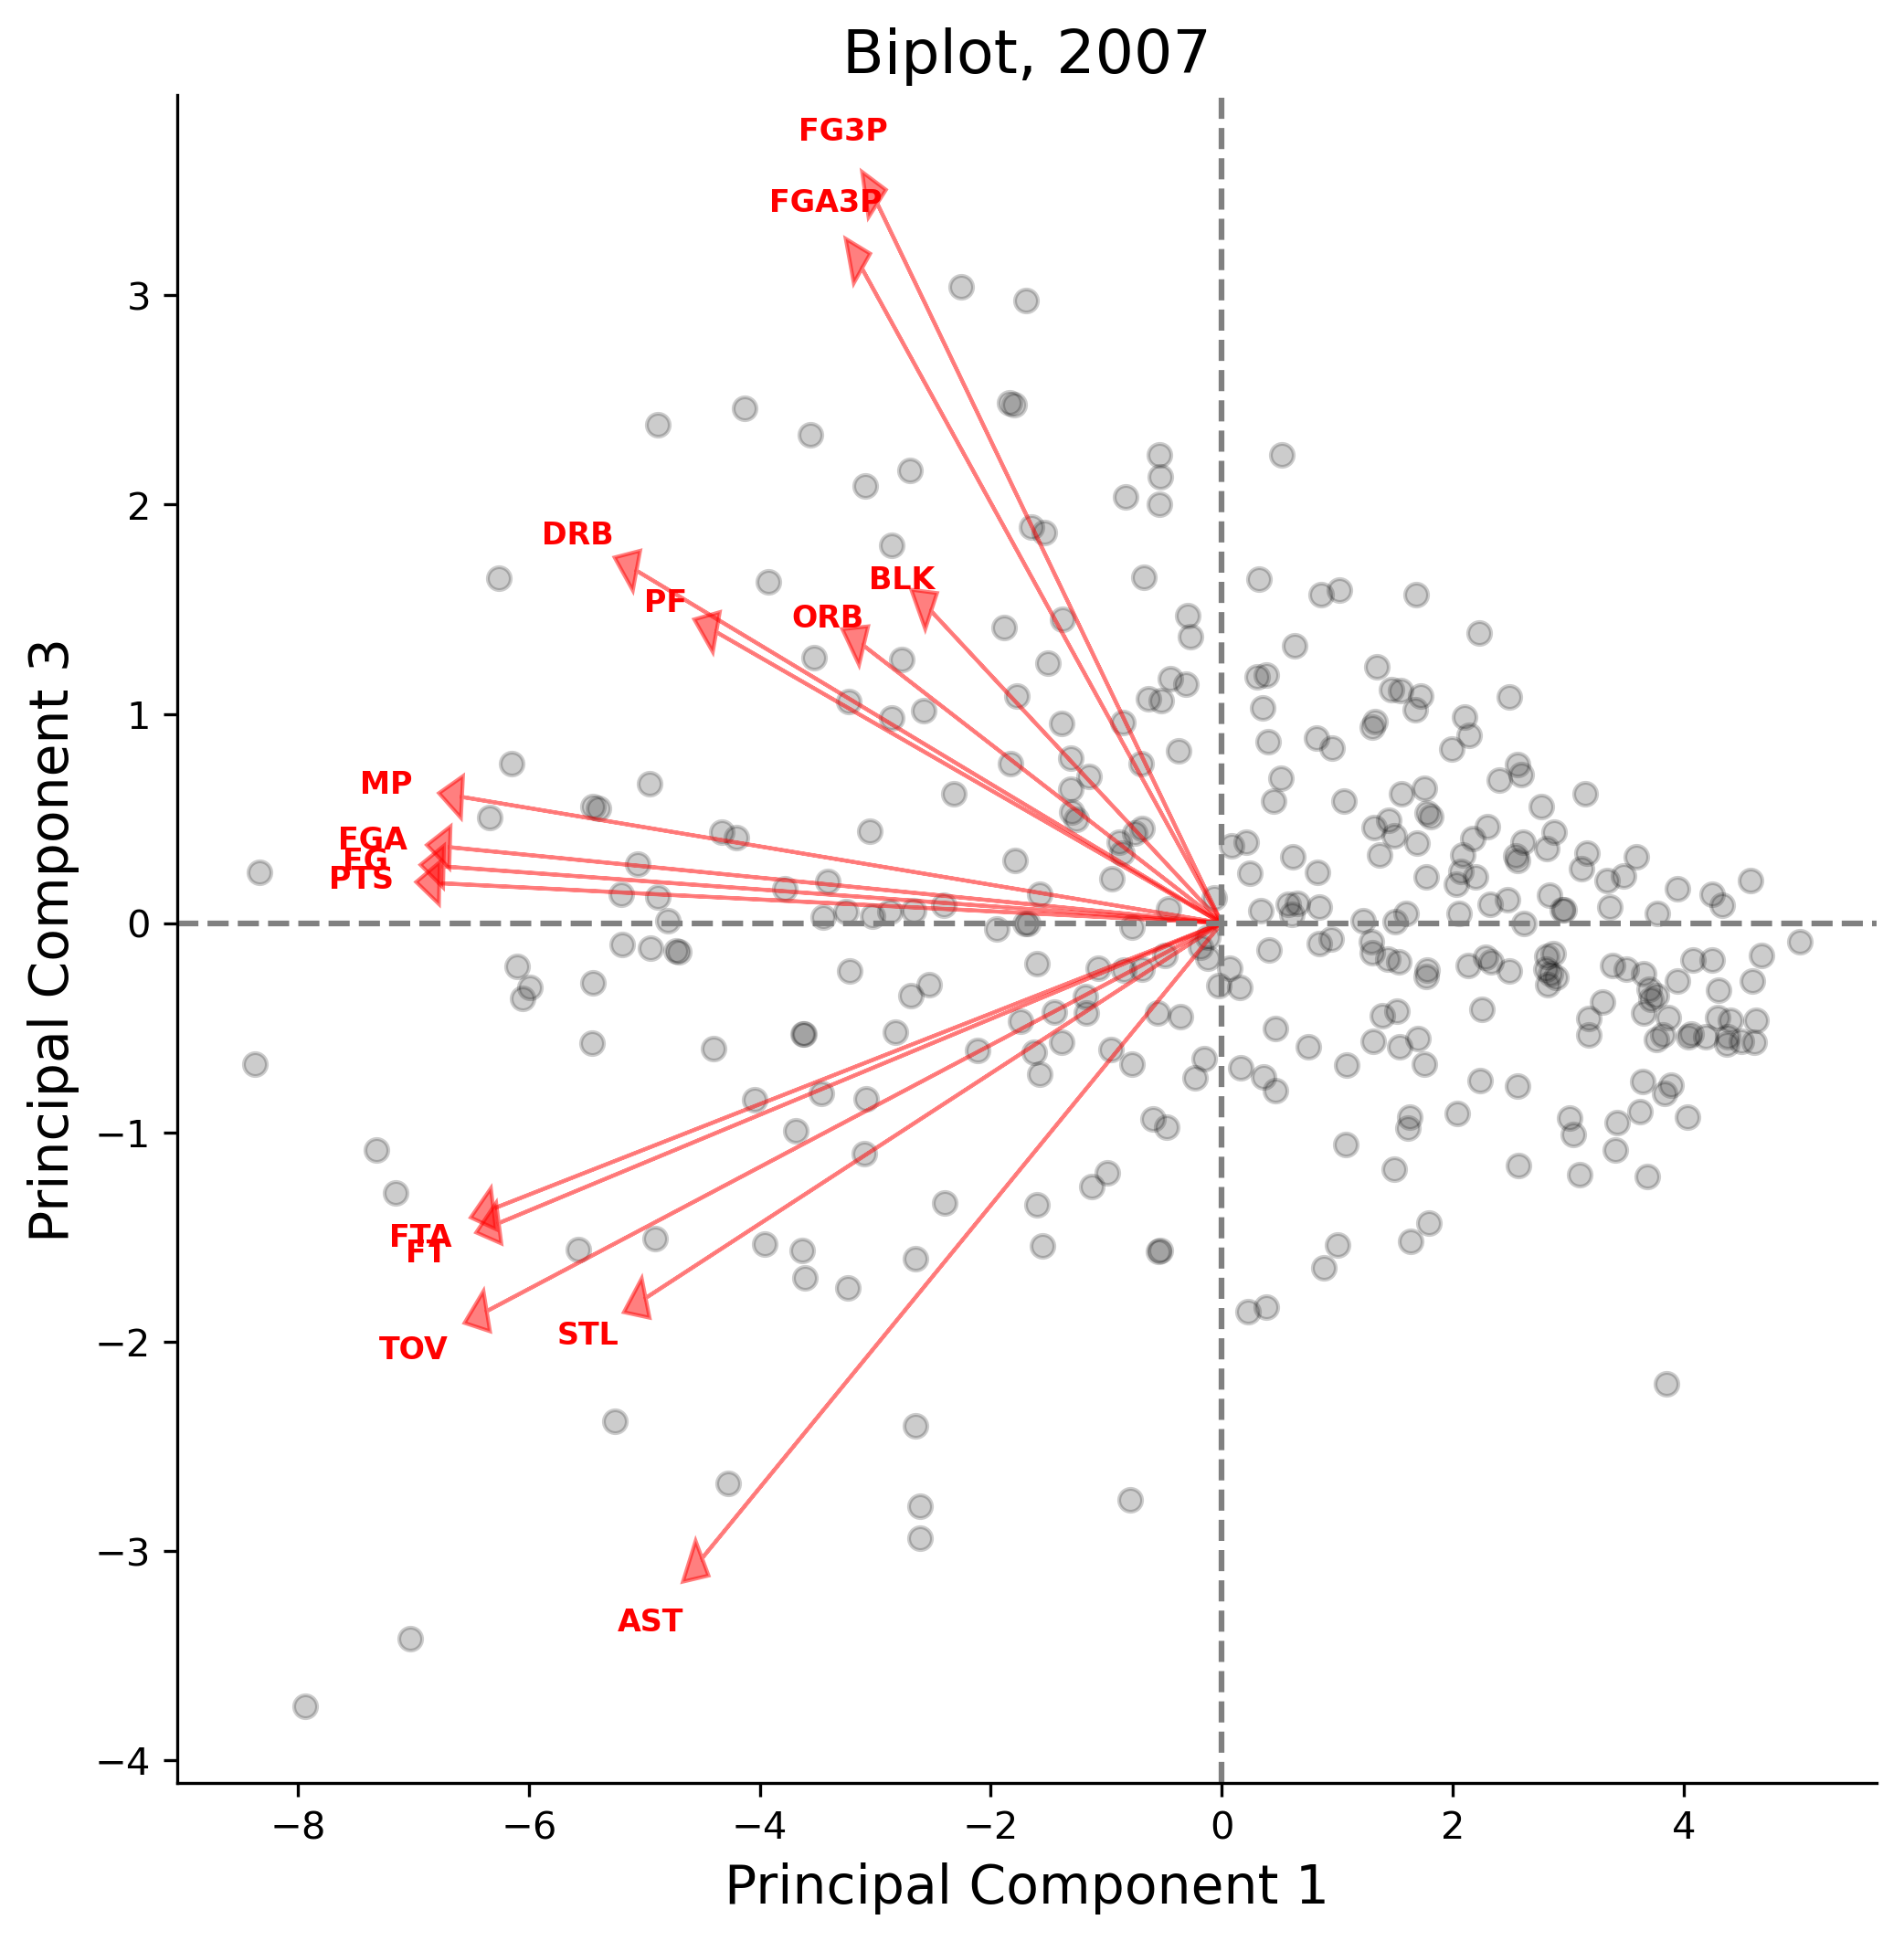 Biplot, 2007
FG3P
FGA3P
DRB
BLK
PF
ORB
MP
FGA
FG
PTS
FTA
FT
STL
TOV
AST
3
2
1
0
−1
−2
−3
−4
−8
−6
−4
−2
0
2
4
Principal Component 3
Principal Component 1